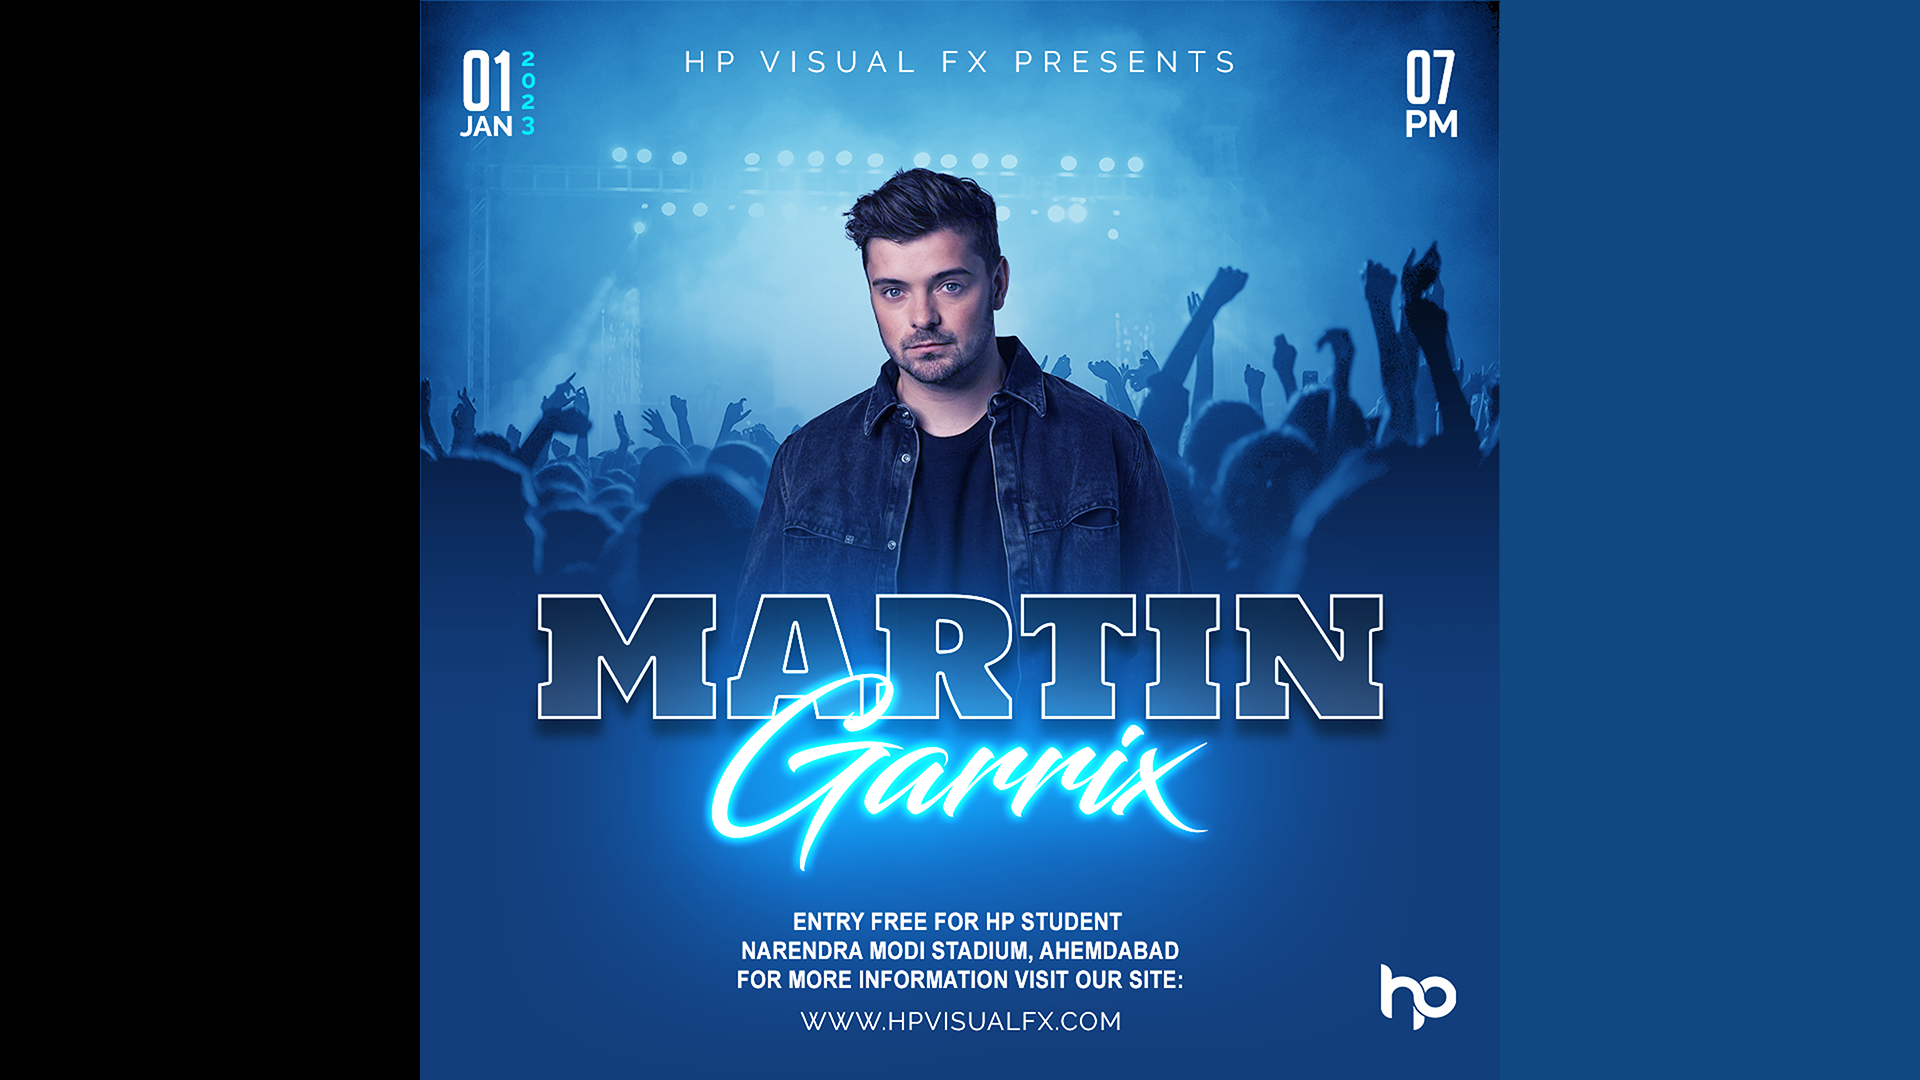 01
JAN
2023
HP VISUAL FX PRESENTS
07
PM
MARTIN
Garrix
ENTRY FREE FOR HP STUDENT
NARENDRA MODI STADIUM, AHEMDABAD
FOR MORE INFORMATION VISIT OUR SITE:
WWW.HPVISUALFX.COM
hp